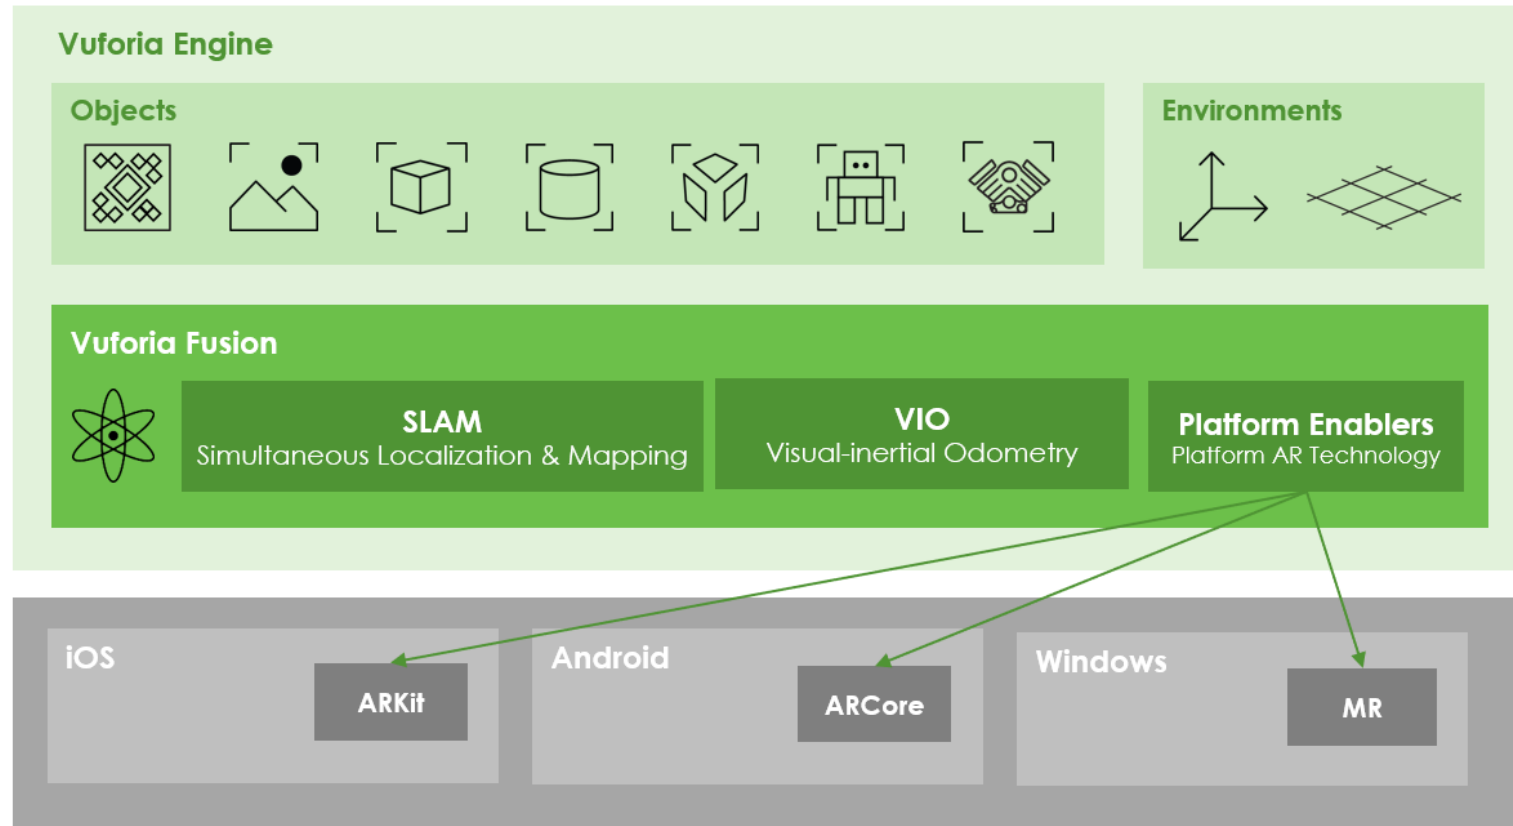 Vuforia Engine
Objects
Environments
Vuforia Fusion
SLAM
Simultaneous Localization & Mapping
VIO
Visual-inertial Odometry
Platform Enablers
Platform AR Technology
iOS
ARKit
Android
ARCore
Windows
MR